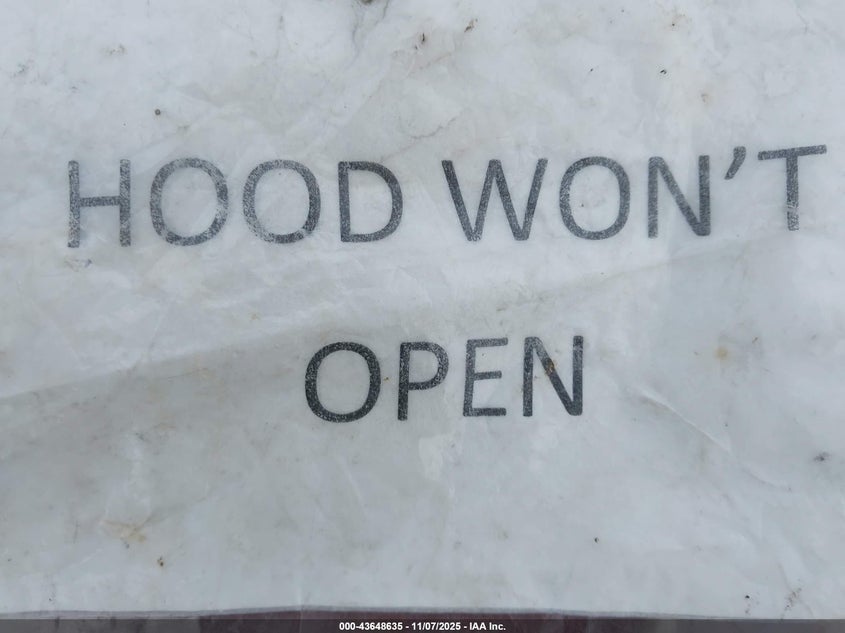 HOOD WON'T
OPEN
000-43648635 - 11/07/2025 - IAA Inc.